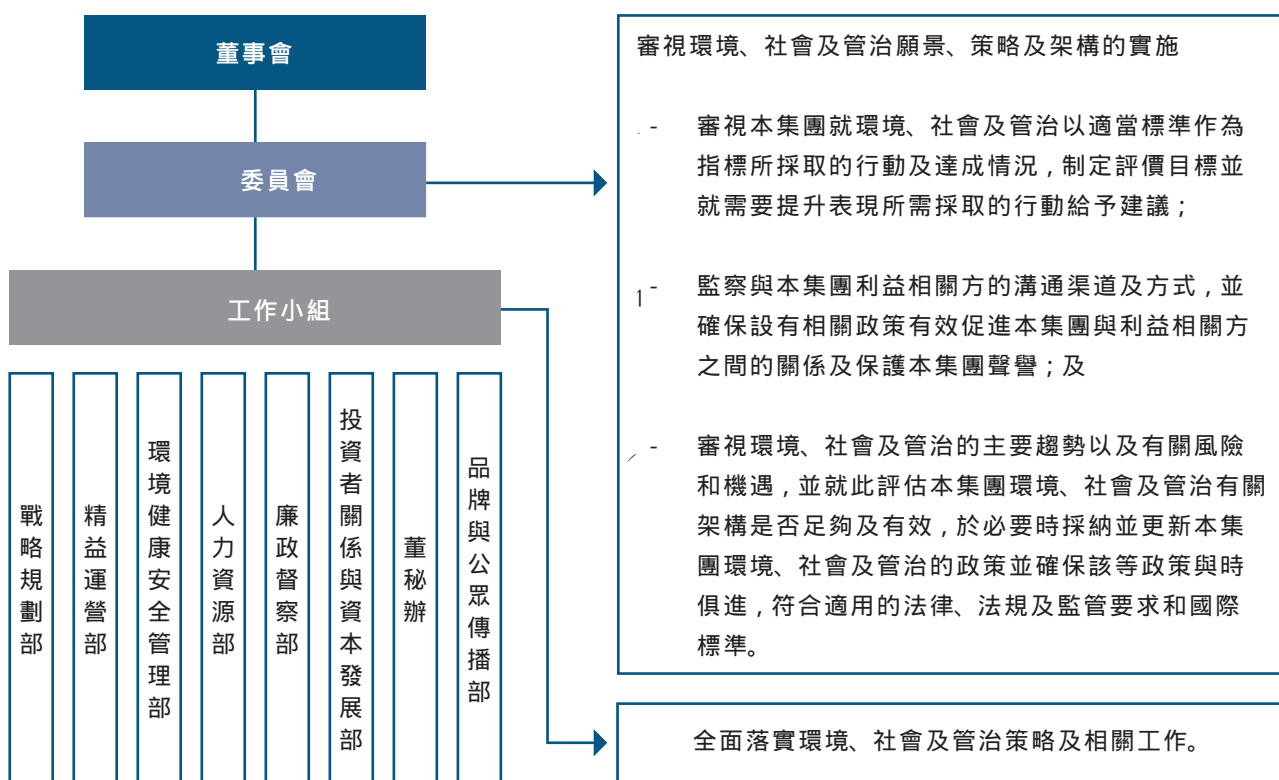 董事會
委員會
工作小組
戰略規劃部
精益運營部
環境健康安全管理部
人力資源部
廉政督察部
投資者關係與資本發展部
董秘辦
品牌與公眾傳播部
審視環境、社會及管治願景、策略及架構的實施
- 審視本集團就環境、社會及管治以適當標準作為
指標所採取的行動及達成情況，制定評價目標並
就需要提升表現所需採取的行動給予建議；
1- 監察與本集團利益相關方的溝通渠道及方式，並
確保設有相關政策有效促進本集團與利益相關方
之間的關係及保護本集團聲譽；及
- 審視環境、社會及管治的主要趨勢以及有關風險
和機遇，並就此評估本集團環境、社會及管治有關
架構是否足夠及有效，於必要時採納並更新本集
團環境、社會及管治的政策並確保該等政策與時
俱進，符合適用的法律、法規及監管要求和國際
標準。
全面落實環境、社會及管治策略及相關工作。